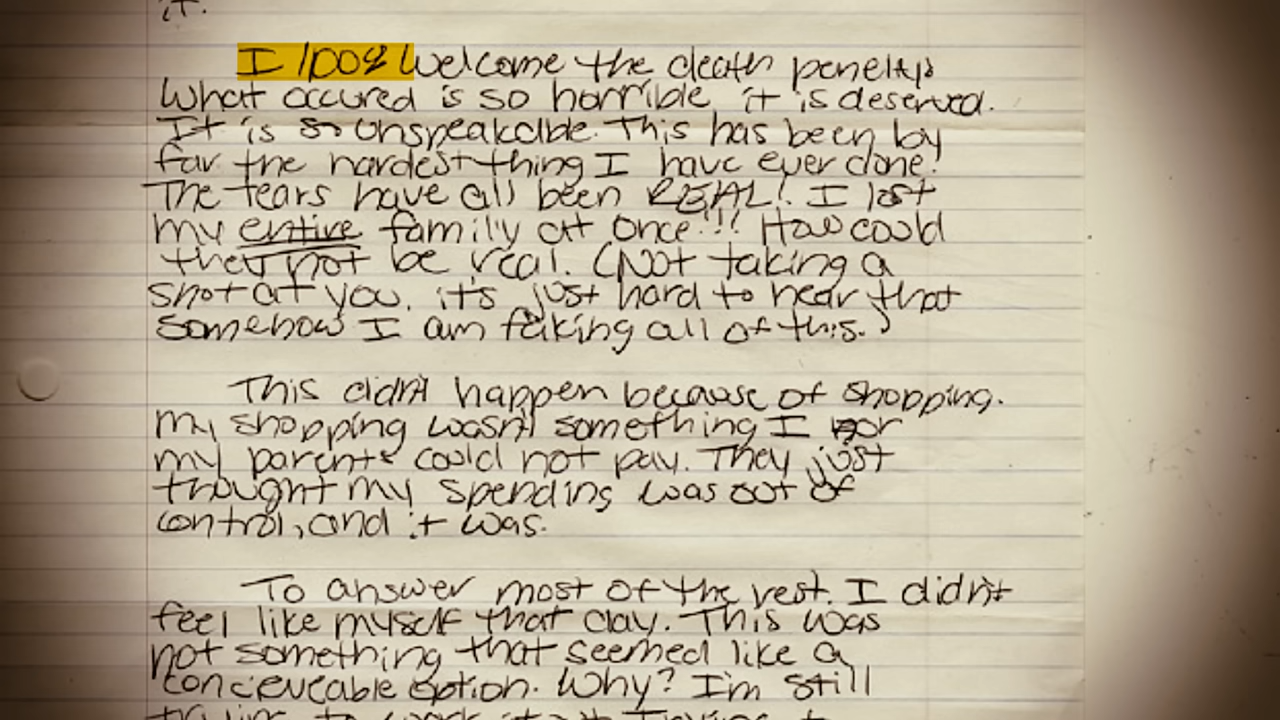 it.
I 100% welcome the death penelty
What occured is so horrible, it is deserved.
It is so unspeakable. This has been by
far the hardest thing I have ever done!
The tears have all been REAL! I lost
my entire family at once!!! How could
they not be real. (Not taking a
shot at you, it's just hard to hear that
somehow I am faking all of this.)
This didn't happen because of shopping.
My shopping wasn't something I or
my parents could not pay. They just
thought my spending was out of
control, and it was.
To answer most of the rest. I didn't
feel like myself that day. This was
not something that seemed like a
conceveable option. Why? I'm still